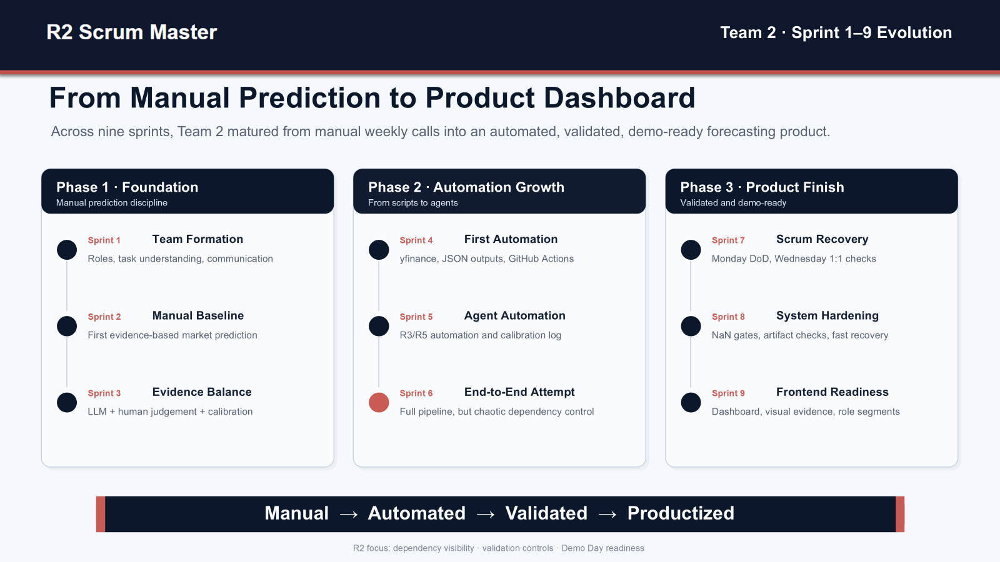 R2 Scrum Master
Team 2 · Sprint 1–9 Evolution
From Manual Prediction to Product Dashboard
Across nine sprints, Team 2 matured from manual weekly calls into an automated, validated, demo-ready forecasting product.
Phase 1 · Foundation
Manual prediction discipline
Sprint 1 Team Formation
Roles, task understanding, communication
Sprint 2 Manual Baseline
First evidence-based market prediction
Sprint 3 Evidence Balance
LLM + human judgement + calibration
Phase 2 · Automation Growth
From scripts to agents
Sprint 4 First Automation
yfinance, JSON outputs, GitHub Actions
Sprint 5 Agent Automation
R3/R5 automation and calibration log
Sprint 6 End-to-End Attempt
Full pipeline, but chaotic dependency control
Phase 3 · Product Finish
Validated and demo-ready
Sprint 7 Scrum Recovery
Monday DoD, Wednesday 1:1 checks
Sprint 8 System Hardening
NaN gates, artifact checks, fast recovery
Sprint 9 Frontend Readiness
Dashboard, visual evidence, role segments
Manual → Automated → Validated → Productized
R2 focus: dependency visibility · validation controls · Demo Day readiness